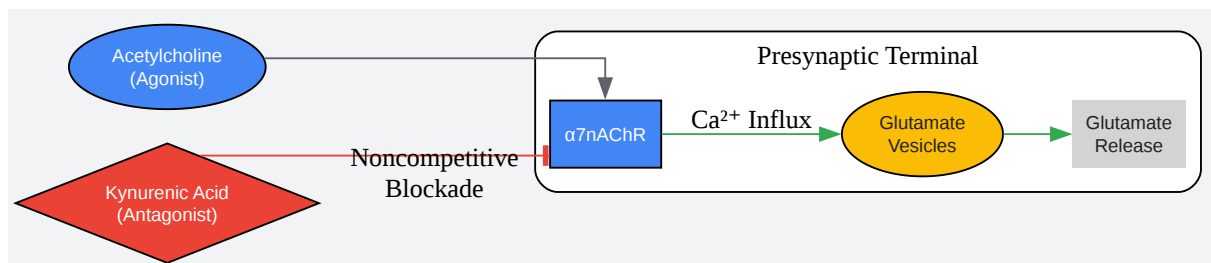 Acetylcholine
(Agonist)
Presynaptic Terminal
α7nAChR
Ca²⁺ Influx
Glutamate
Vesicles
Glutamate
Release
Noncompetitive
Blockade
Kynurenic Acid
(Antagonist)